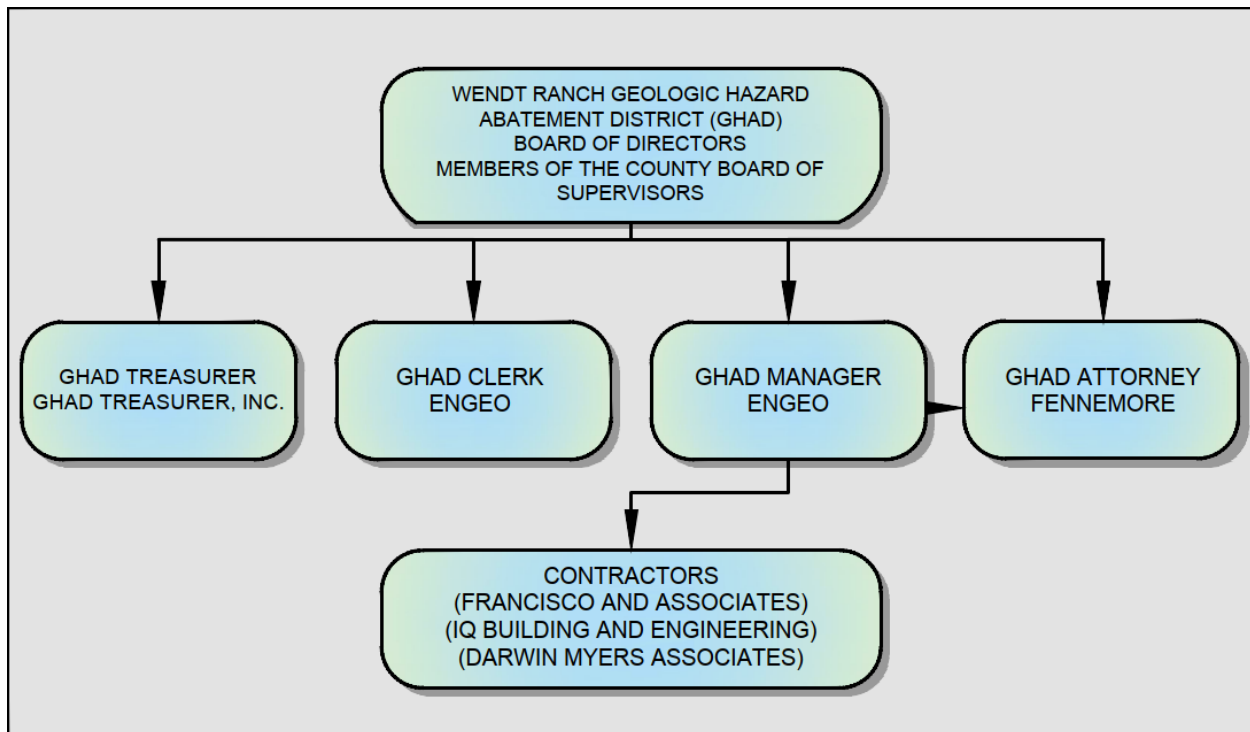 WENDT RANCH GEOLOGIC HAZARD
ABATEMENT DISTRICT (GHAD)
BOARD OF DIRECTORS
MEMBERS OF THE COUNTY BOARD OF
SUPERVISORS
GHAD TREASURER
GHAD TREASURER, INC.
GHAD CLERK
ENGEO
GHAD MANAGER
ENGEO
GHAD ATTORNEY
FENNEMORE
CONTRACTORS
(FRANCISCO AND ASSOCIATES)
(IQ BUILDING AND ENGINEERING)
(DARWIN MYERS ASSOCIATES)